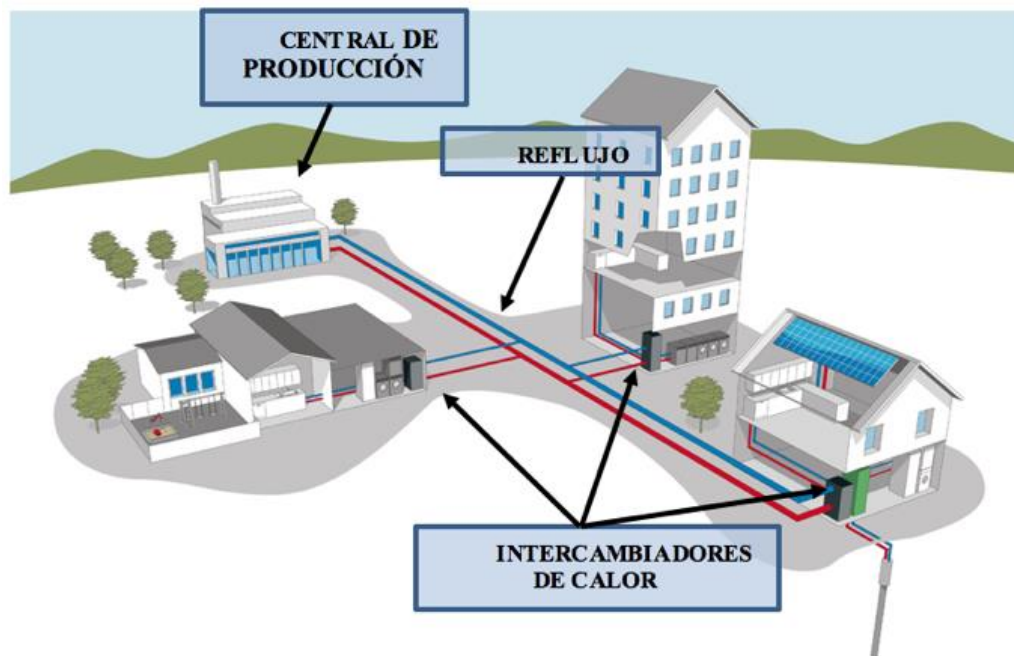 CENTRAL DE
PRODUCCIÓN
REFLUJO
INTERCAMBIADORES
DE CALOR